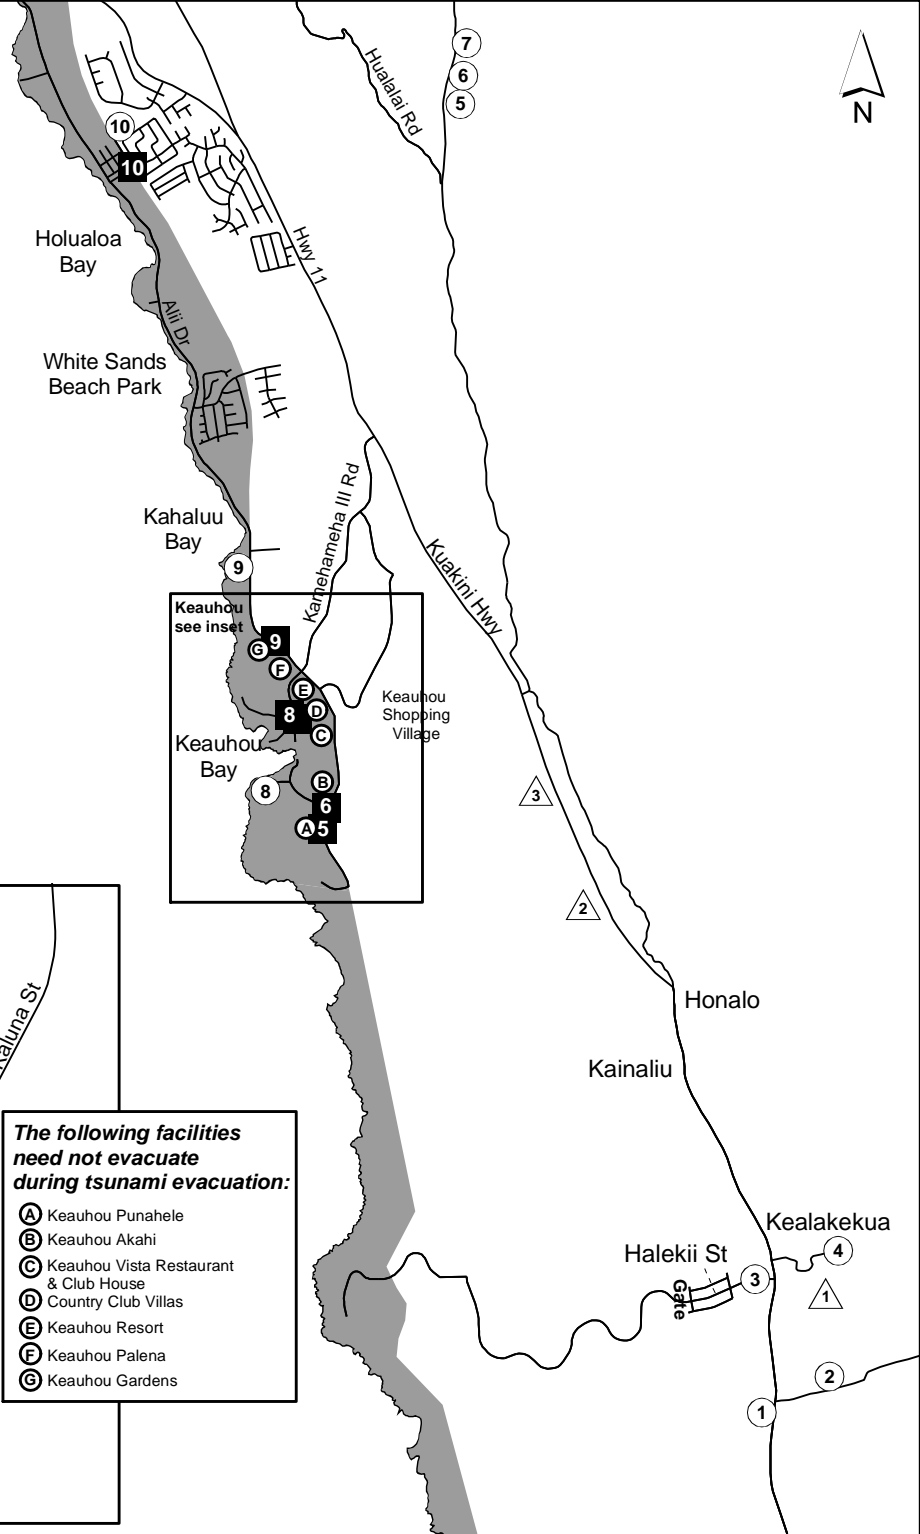 7
6
5
Hualalai Rd
N
10
10
Holualoa
Bay
Hwy 11
Alii Dr
White Sands
Beach Park
Kahaluu
Bay
Kamehameha III Rd
Kuakini Hwy
9
Keauhou
see inset
9
G
F
E
D
8
C
Keauhou
Shopping
Village
Keauhou
Bay
B
8
6
A
5
3
2
Honalo
Kainaliu
Kealakekua
Halekii St
4
3
Gate
1
2
1
The following facilities
need not evacuate
during tsunami evacuation:
A Keauhou Punahele
B Keauhou Akahi
C Keauhou Vista Restaurant
& Club House
D Country Club Villas
E Keauhou Resort
F Keauhou Palena
G Keauhou Gardens